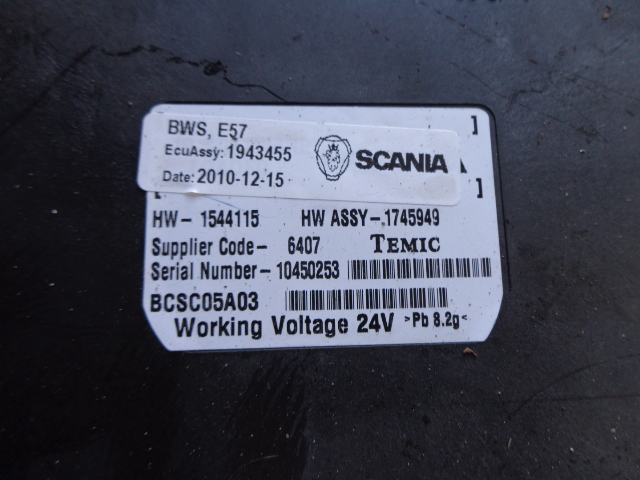 BWS, E57 ]
EcuAssy: 1943455 SCANIA
Date: 2010-12-15
[ ]
HW- 1544115 HW ASSY-1745949
Supplier Code- 6407 TEMIC
Serial Number- 10450253
BCSC05A03
Working Voltage 24V >Pb 8.2g<